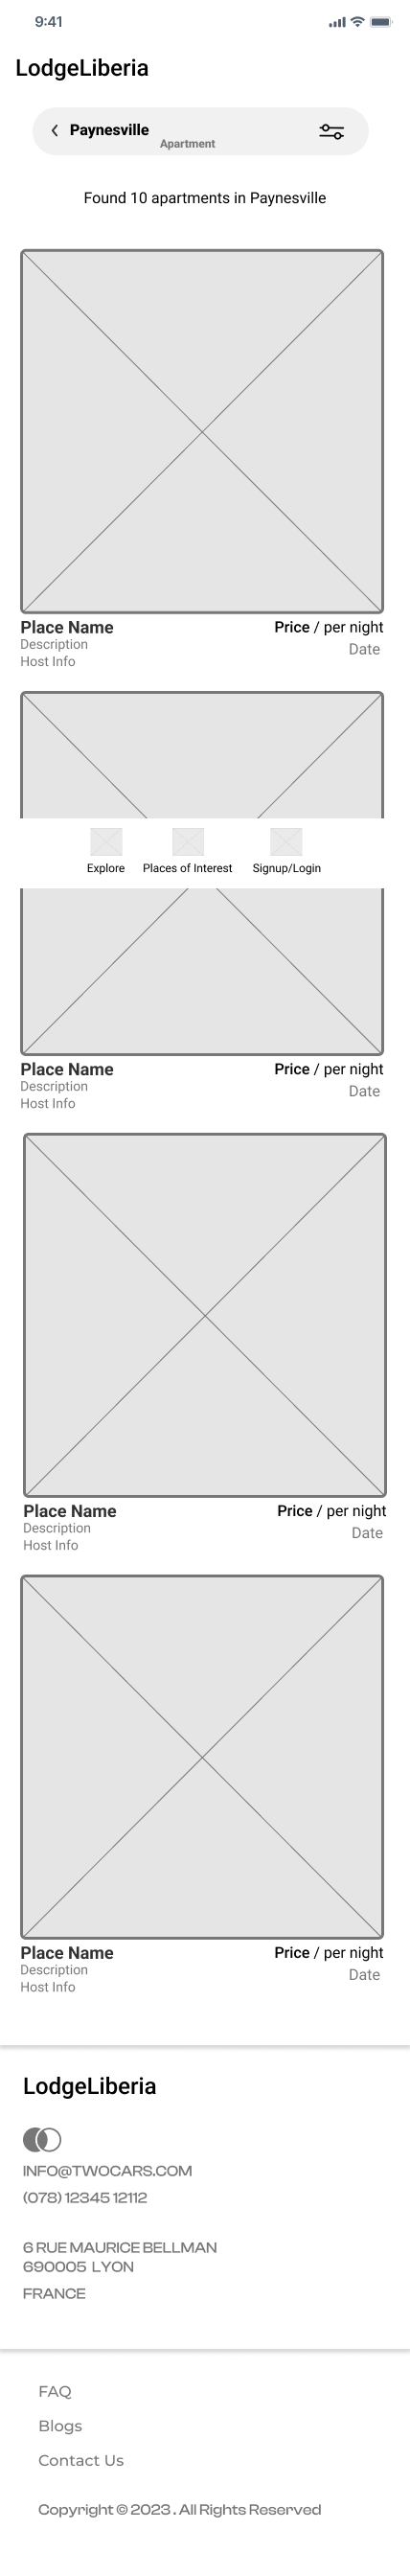 9:41
LodgeLiberia
Paynesville
Apartment
Found 10 apartments in Paynesville
Place Name
Price / per night
Description
Date
Host Info
Explore
Places of Interest
Signup/Login
Place Name
Price / per night
Description
Date
Host Info
Place Name
Price / per night
Description
Date
Host Info
Place Name
Price / per night
Description
Date
Host Info
LodgeLiberia
INFO@TWOCARS.COM
(078) 12345 12112
6 RUE MAURICE BELLMAN
690005 LYON
FRANCE
FAQ
Blogs
Contact Us
Copyright © 2023 . All Rights Reserved